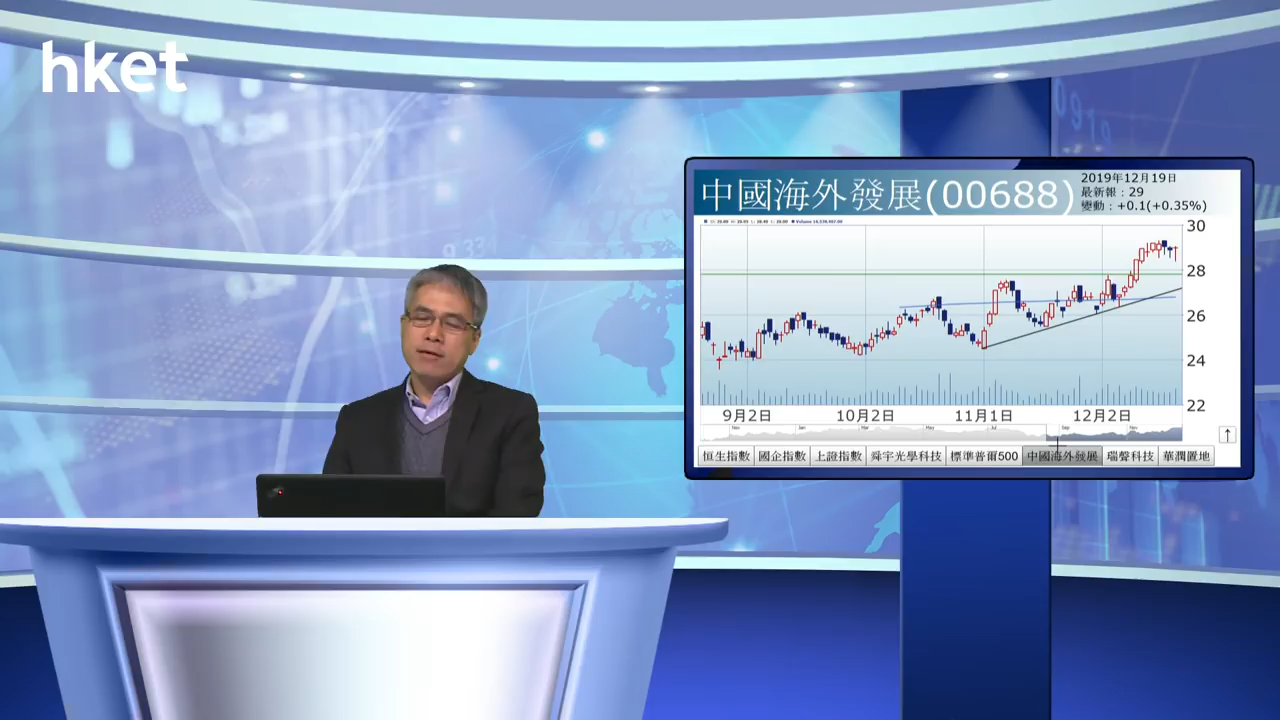 hket
中國海外發展(00688)
2019年12月19日
最新報：29
變動：+0.1(+0.35%)
30
28
26
24
22
9月2日
10月2日
11月1日
12月2日
恒生指數
國企指數
上證指數
舜宇光學科技
標準普爾500
中國海外發展
瑞聲科技
華潤置地